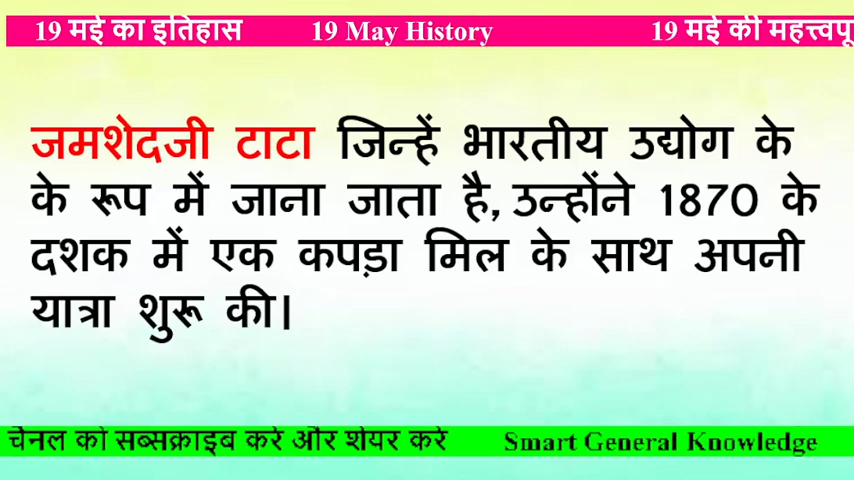 19 मई का इतिहास 19 May History 19 मई की महत्त्वपू
जमशेदजी टाटा जिन्हें भारतीय उद्योग के
के रूप में जाना जाता है, उन्होंने 1870 के
दशक में एक कपड़ा मिल के साथ अपनी
यात्रा शुरू की।
चैनल को सब्सक्राइब करे और शेयर करे Smart General Knowledge